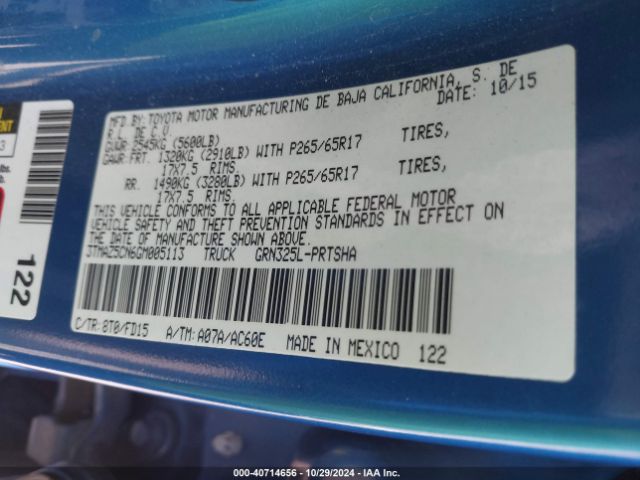 MFD BY: TOYOTA MOTOR MANUFACTURING DE BAJA CALIFORNIA, S. DE
R.L. DE C.V. DATE: 10/15
GVWR 2545KG (5600LB)
GAWR: FRT. 1320KG (2910LB) WITH P265/65R17 TIRES,
17X7.5 RIMS
RR. 1490KG (3280LB) WITH P265/65R17 TIRES,
17X7.5 RIMS
THIS VEHICLE CONFORMS TO ALL APPLICABLE FEDERAL MOTOR
VEHICLE SAFETY AND THEFT PREVENTION STANDARDS IN EFFECT ON
THE DATE OF MANUFACTURE SHOWN ABOVE.
3TMAZ5CN6GM005113 TRUCK GRN325L-PRTSHA
C/TR: 8T0/FD15 A/TM: A07A/AC60E MADE IN MEXICO 122
122
000-40714656 | 10/29/2024 | IAA Inc.